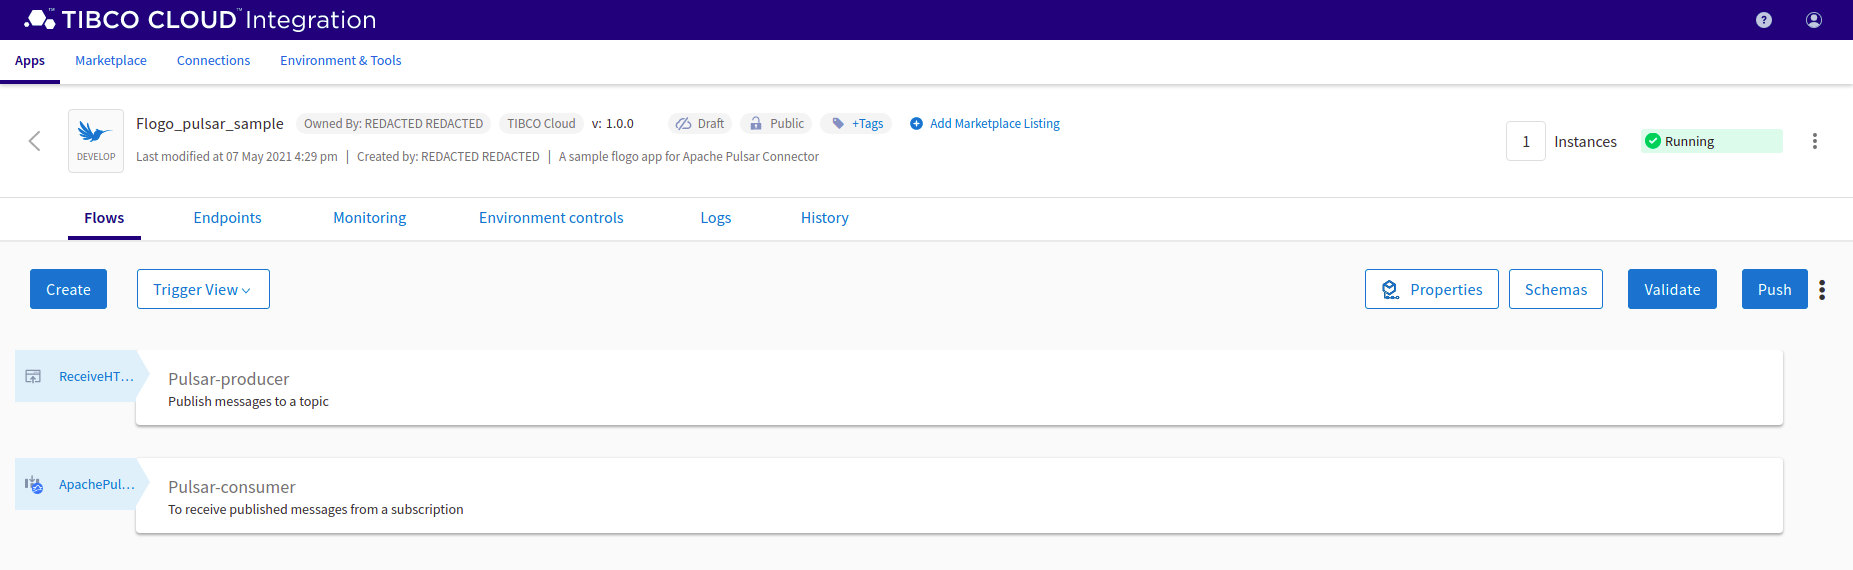 TIBCO CLOUD™ Integration
?
Apps Marketplace Connections Environment & Tools
DEVELOP
Flogo_pulsar_sample Owned By: REDACTED REDACTED TIBCO Cloud v: 1.0.0 Draft Public +Tags Add Marketplace Listing
Last modified at 07 May 2021 4:29 pm | Created by: REDACTED REDACTED | A sample flogo app for Apache Pulsar Connector
1 Instances Running
Flows Endpoints Monitoring Environment controls Logs History
Create Trigger View Properties Schemas Validate Push
ReceiveHT...
Pulsar-producer
Publish messages to a topic
ApachePul...
Pulsar-consumer
To receive published messages from a subscription